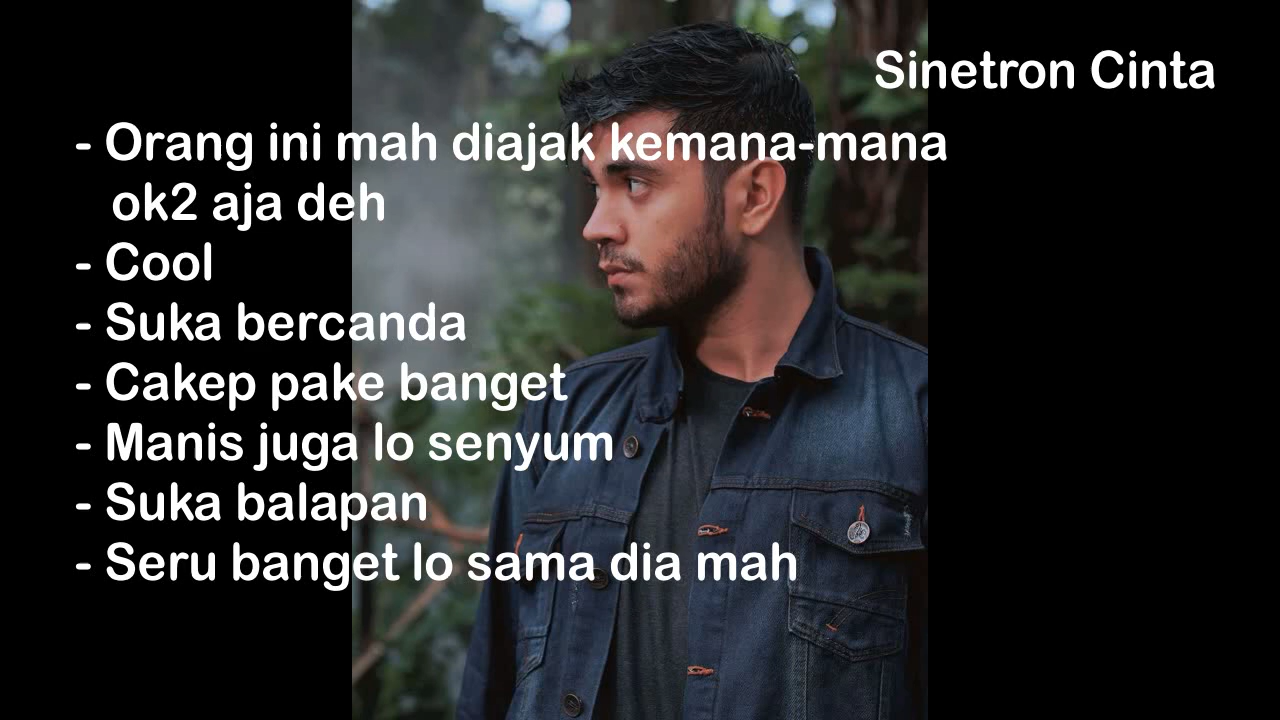 Sinetron Cinta
- Orang ini mah diajak kemana-mana
ok2 aja deh
- Cool
- Suka bercanda
- Cakep pake banget
- Manis juga lo senyum
- Suka balapan
- Seru banget lo sama dia mah